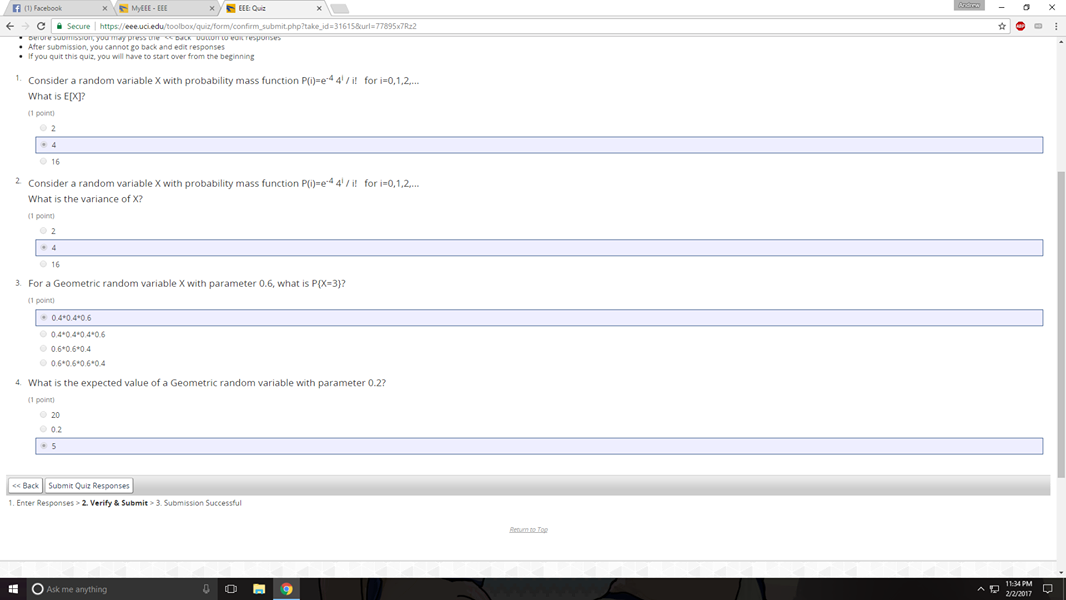 (1) Facebook
MyEEE - EEE
EEE: Quiz
Andrew
Secure | https://eee.uci.edu/toolbox/quiz/form/confirm_submit.php?take_id=31615&url=77895x7Rz2
ABP
Before submission, you may press the "<< Back" button to edit responses
After submission, you cannot go back and edit responses
If you quit this quiz, you will have to start over from the beginning
1. Consider a random variable X with probability mass function P(i)=e⁻⁴ 4ⁱ / i! for i=0,1,2,...
What is E[X]?
(1 point)
2
4
16
2. Consider a random variable X with probability mass function P(i)=e⁻⁴ 4ⁱ / i! for i=0,1,2,...
What is the variance of X?
(1 point)
2
4
16
3. For a Geometric random variable X with parameter 0.6, what is P{X=3}?
(1 point)
0.4*0.4*0.6
0.4*0.4*0.4*0.6
0.6*0.6*0.4
0.6*0.6*0.6*0.4
4. What is the expected value of a Geometric random variable with parameter 0.2?
(1 point)
20
0.2
5
<< Back
Submit Quiz Responses
1. Enter Responses > 2. Verify & Submit > 3. Submission Successful
Return to Top
Ask me anything
11:34 PM
2/2/2017